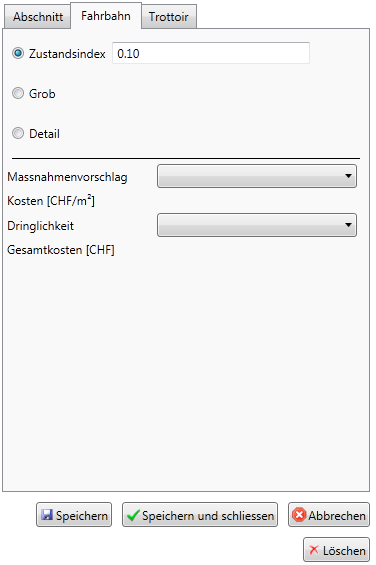 Abschnitt Fahrbahn Trottoir
Zustandsindex 0.10
Grob
Detail
Massnahmenvorschlag
Kosten [CHF/m²]
Dringlichkeit
Gesamtkosten [CHF]
Speichern Speichern und schliessen Abbrechen
Löschen